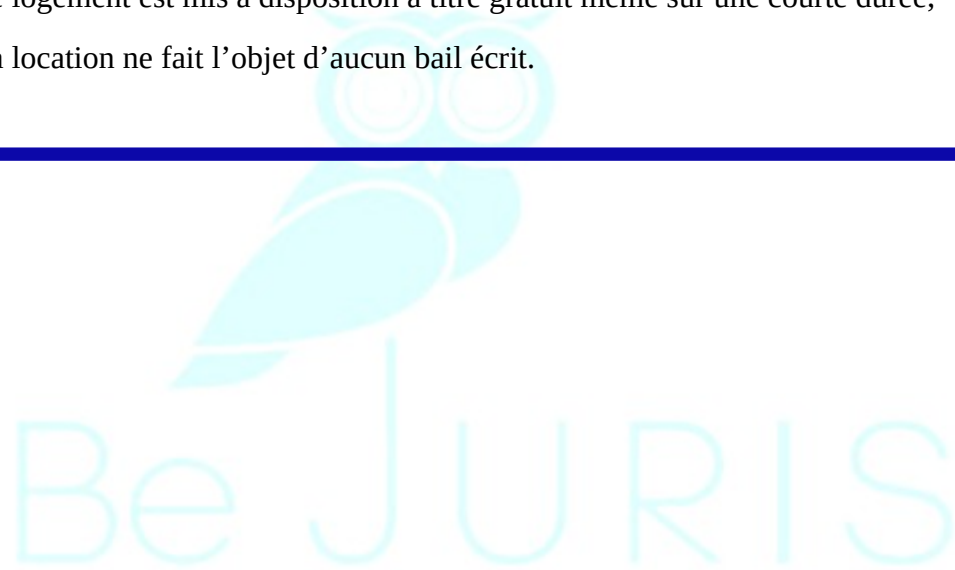 logement est mis à disposition à titre gratuit même sur une courte durée,
location ne fait l’objet d’aucun bail écrit.
Be JURIS